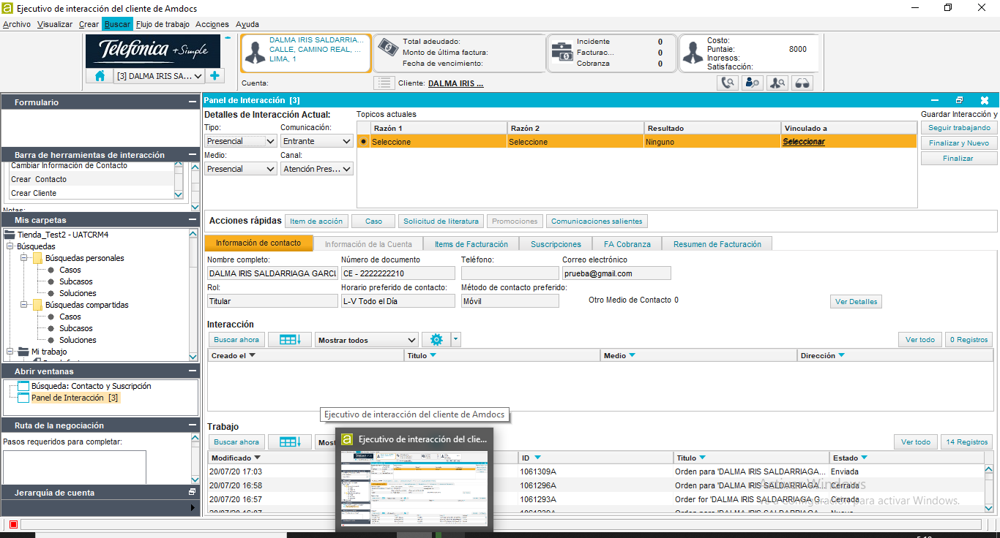 Ejecutivo de interacción del cliente de Amdocs
Archivo Visualizar Crear Buscar Flujo de trabajo Acciones Ayuda
Telefónica +Simple
[3] DALMA IRIS SA...
DALMA IRIS SALDARRIA...
CALLE, CAMINO REAL, ...
LIMA, 1
Total adeudado:
Monto de última factura:
Fecha de vencimiento:
Incidente 0
Facturac... 0
Cobranza 0
Costo:
Puntaie: 8000
Ingresos:
Satisfacción:
Cuenta:
Cliente: DALMA IRIS ...
Formulario
Barra de herramientas de interacción
Cambiar Información de Contacto
Crear Contacto
Crear Cliente
Notas:
Mis carpetas
Tienda_Test2 - UATCRM4
Búsquedas
Búsquedas personales
Casos
Subcasos
Soluciones
Búsquedas compartidas
Casos
Subcasos
Soluciones
Mi trabajo
Abrir ventanas
Búsqueda: Contacto y Suscripción
Panel de Interacción [3]
Ruta de la negociación
Pasos requeridos para completar:
Jerarquía de cuenta
Panel de Interacción [3]
Detalles de Interacción Actual:
Tipo: Comunicación:
Presencial Entrante
Medio: Canal:
Presencial Atención Pres...
Topicos actuales
Razón 1 Razón 2 Resultado Vinculado a
Seleccione Seleccione Ninguno Seleccionar
Guardar Interacción y
Seguir trabajando
Finalizar y Nuevo
Finalizar
Acciones rápidas Item de acción Caso Solicitud de literatura Promociones Comunicaciones salientes
Información de contacto Información de la Cuenta Items de Facturación Suscripciones FA Cobranza Resumen de Facturación
Nombre completo: Número de documento Teléfono: Correo electrónico
DALMA IRIS SALDARRIAGA GARCI CE - 2222222210 prueba@gmail.com
Rol: Horario preferido de contacto: Método de contacto preferido:
Titular L-V Todo el Día Móvil Otro Medio de Contacto 0 Ver Detalles
Interacción
Buscar ahora Mostrar todos Ver todo 0 Registros
Creado el Titulo Medio Dirección
Ejecutivo de interacción del cliente de Amdocs
Trabajo
Ejecutivo de interacción del clie...
Buscar ahora Most Ver todo 14 Registros
Modificado ID Titulo Estado
20/07/20 17:03 1061309A Orden para 'DALMA IRIS SALDARRIAGA... Enviada
20/07/20 16:58 1061296A Orden para 'DALMA IRIS SALDARRIAGA... Cerrada
20/07/20 16:57 1061293A Order for 'DALMA IRIS SALDARRIAGA G... Cerrada
20/07/20 16:07 Orden para 'DALMA IRIS SALDARRIAGA... Nueva
Activar Windows
Ve a Configuración para activar Windows.